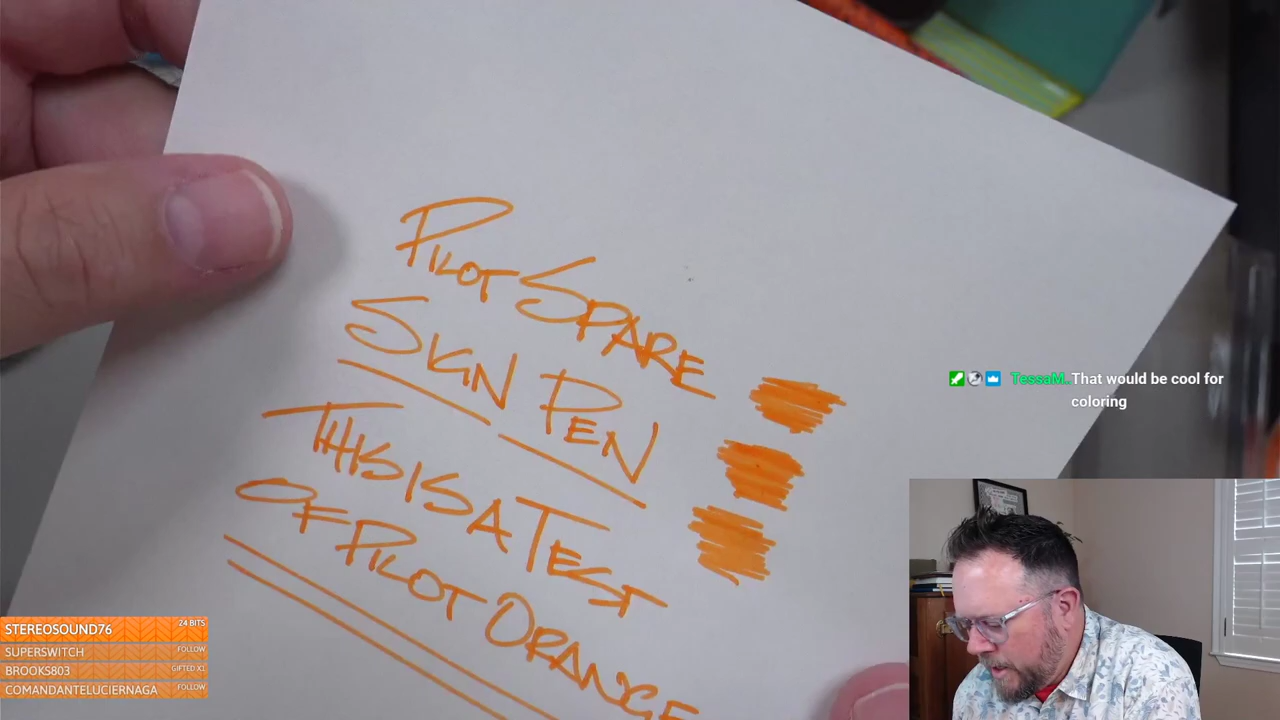 PILOT SPARE
SIGN PEN
THIS IS A TEST
OF PILOT ORANGE
TessaM.. That would be cool for
coloring
STEREOSOUND76 24 BITS
SUPERSWITCH FOLLOW
BROOKS803 GIFTED X1
COMANDANTELUCIERNAGA FOLLOW